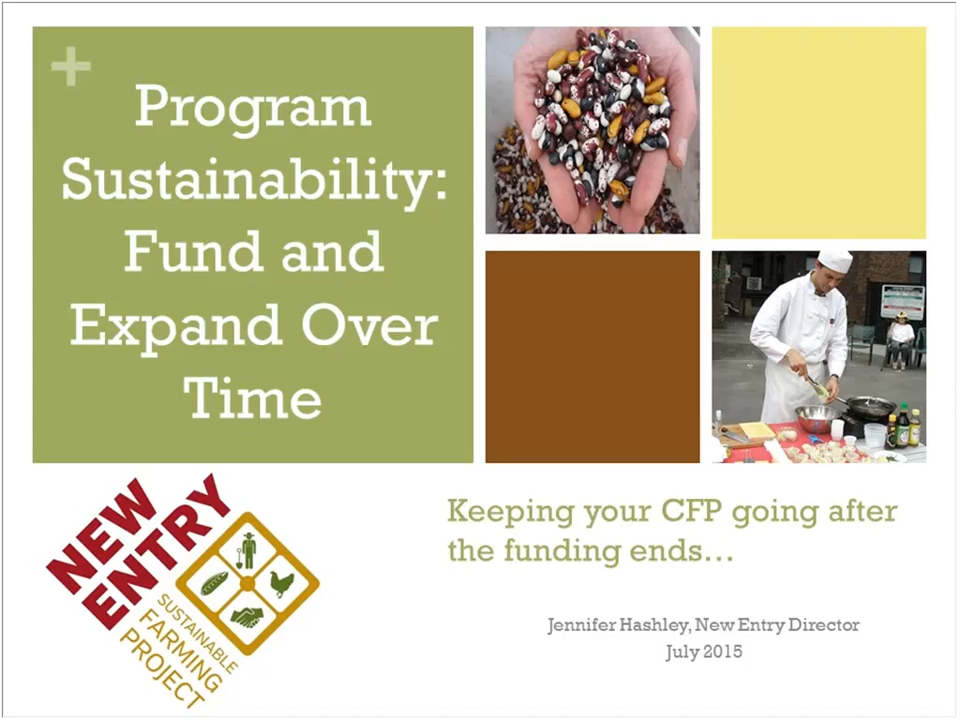 +
Program
Sustainability:
Fund and
Expand Over
Time
Keeping your CFP going after
the funding ends…
NEW
ENTRY
SUSTAINABLE
FARMING
PROJECT
Jennifer Hashley, New Entry Director
July 2015